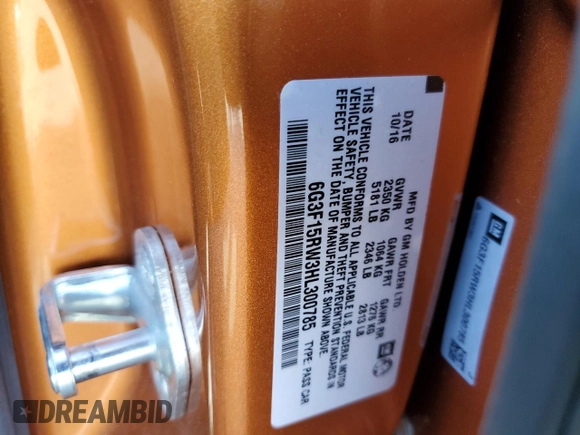 MFD BY GM HOLDEN LTD
DATE GVWR GAWR FRT GAWR RR
10/16 2350 KG 1064 KG 1276 KG
5181 LB 2346 LB 2813 LB
THIS VEHICLE CONFORMS TO ALL APPLICABLE U.S. FEDERAL MOTOR
VEHICLE SAFETY, BUMPER AND THEFT PREVENTION STANDARDS IN
EFFECT ON THE DATE OF MANUFACTURE SHOWN ABOVE.
6G3F15RW3HL300785 TYPE: PASS CAR
GM
GM
DREAMBID